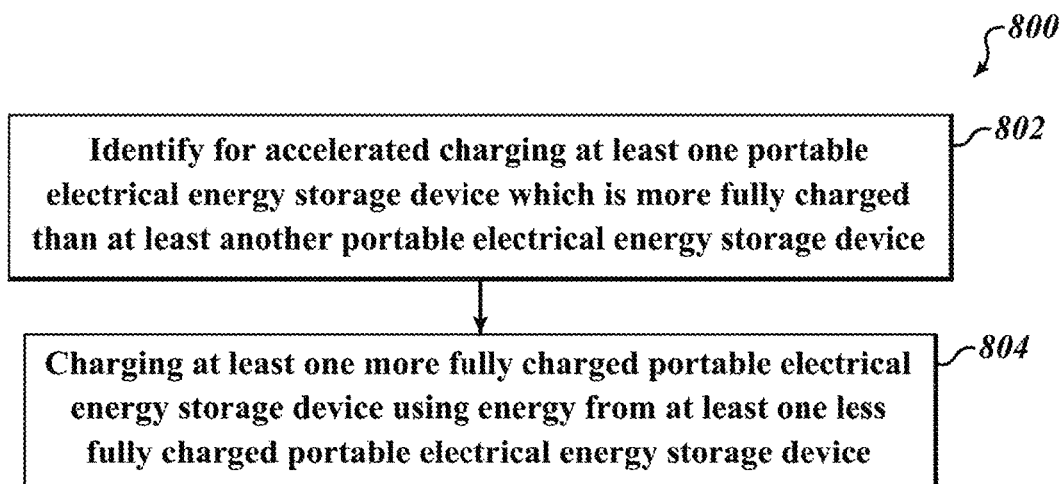 800
802
Identify for accelerated charging at least one portable
electrical energy storage device which is more fully charged
than at least another portable electrical energy storage device
804
Charging at least one more fully charged portable electrical
energy storage device using energy from at least one less
fully charged portable electrical energy storage device